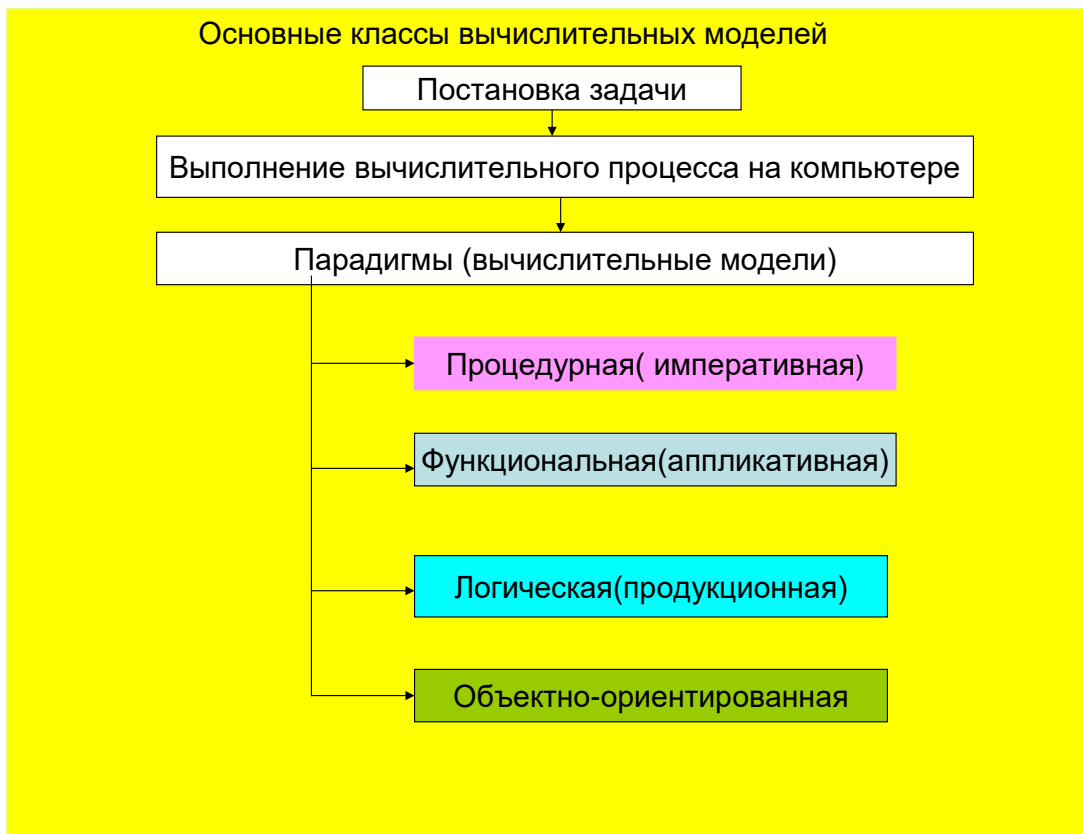 Основные классы вычислительных моделей
Постановка задачи
Выполнение вычислительного процесса на компьютере
Парадигмы (вычислительные модели)
Процедурная( императивная)
Функциональная(аппликативная)
Логическая(продукционная)
Объектно-ориентированная